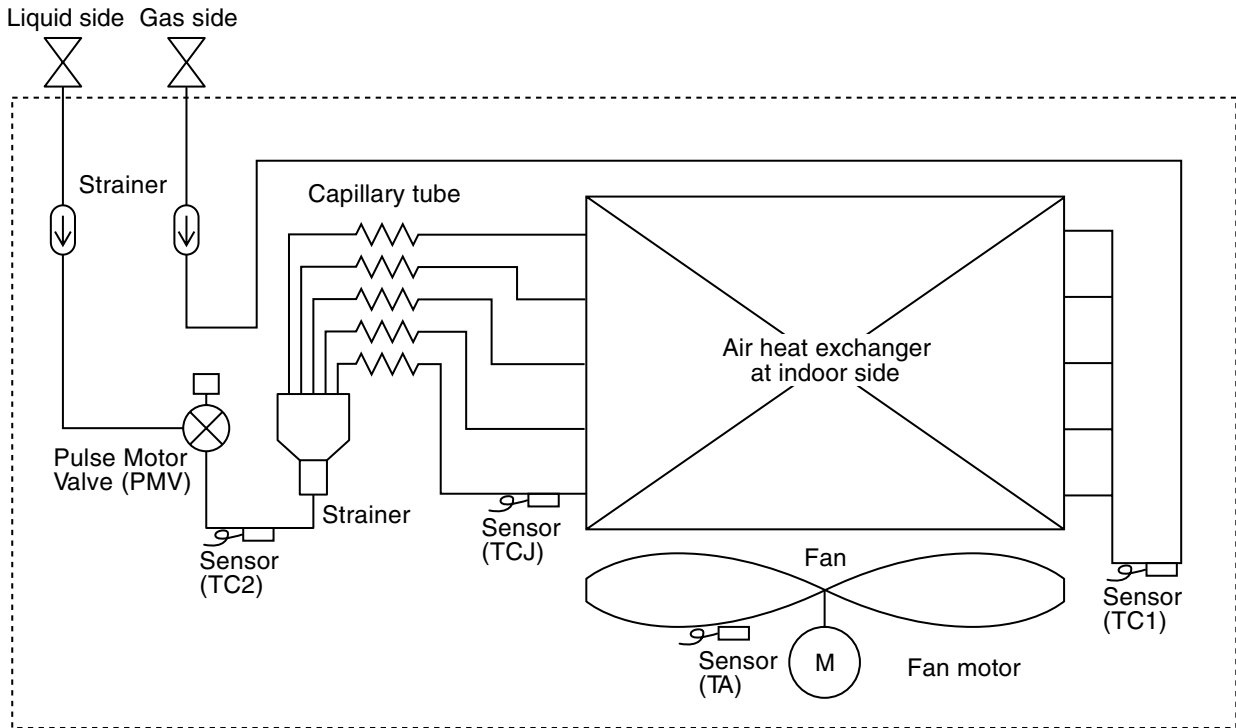 Liquid side
Gas side
Strainer
Capillary tube
Air heat exchanger
at indoor side
Pulse Motor
Valve (PMV)
Strainer
Sensor
(TCJ)
Sensor
(TC2)
Fan
Sensor
(TC1)
Sensor
(TA)
M
Fan motor